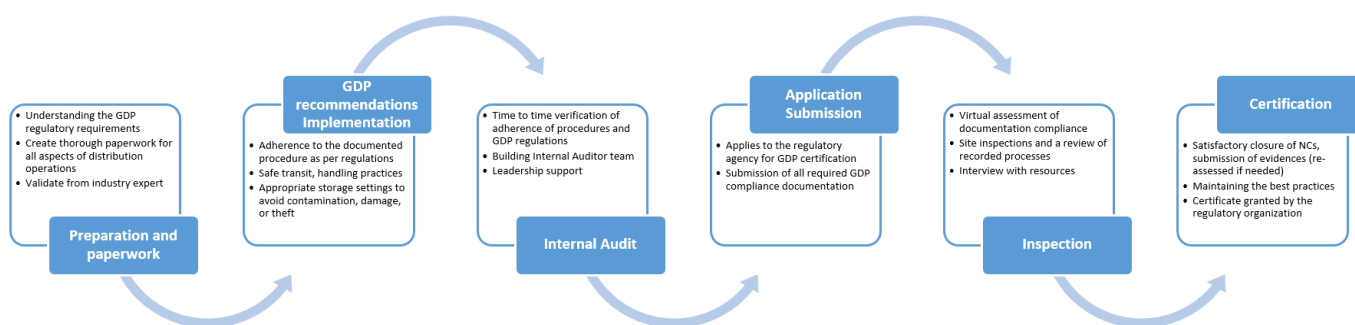 • Understanding the GDP
regulatory requirements
• Create thorough paperwork for
all aspects of distribution
operations
• Validate from industry expert
Preparation and
paperwork
GDP
recommendations
Implementation
• Adherence to the documented
procedure as per regulations
• Safe transit, handling practices
• Appropriate storage settings to
avoid contamination, damage,
or theft
• Time to time verification of
adherence of procedures and
GDP regulations
• Building Internal Auditor team
• Leadership support
Internal Audit
Application
Submission
• Applies to the regulatory
agency for GDP certification
• Submission of all required GDP
compliance documentation
• Virtual assessment of
documentation compliance
• Site inspections and a review of
recorded processes
• Interview with resources
Inspection
Certification
• Satisfactory closure of NCs,
submission of evidences (re-
assessed if needed)
• Maintaining the best practices
• Certificate granted by the
regulatory organization